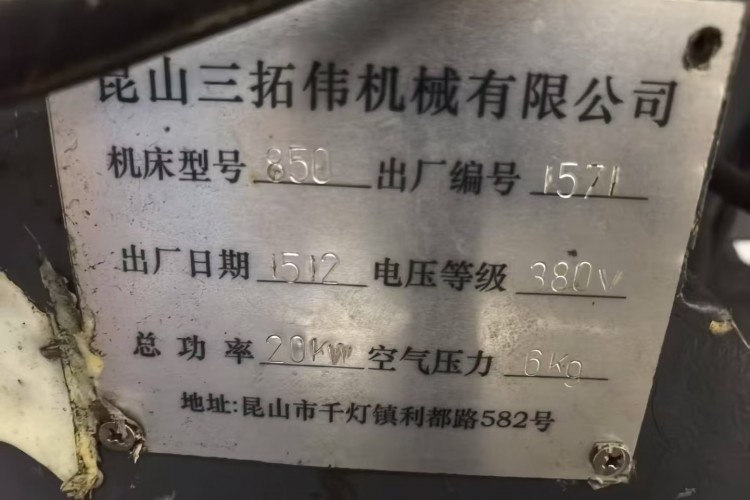 昆山三拓伟机械有限公司
机床型号 850 出厂编号 1571
出厂日期 1512 电压等级 380V
总功率 20KW 空气压力 6Kg
地址:昆山市千灯镇利都路582号